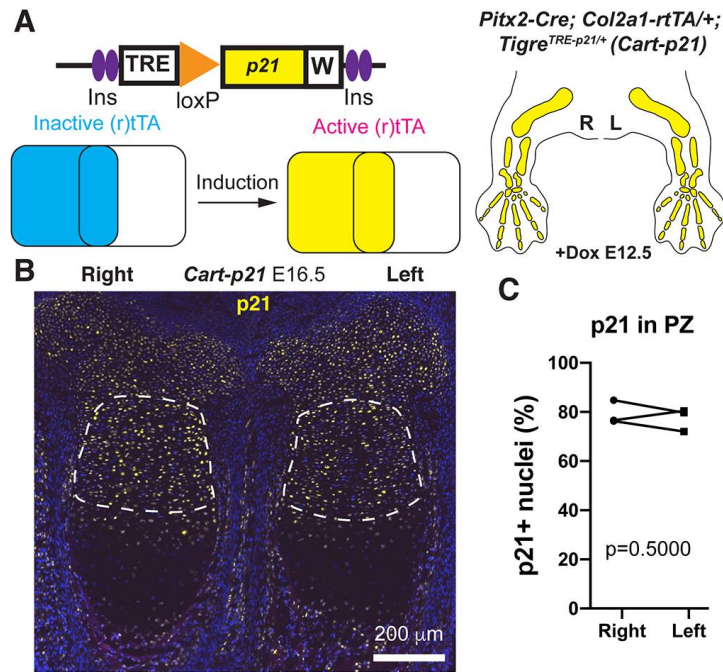 A
TRE
p21
W
Ins
loxP
Ins
Inactive (r)tTA
Active (r)tTA
Induction
Pitx2-Cre; Col2a1-rtTA/+;
Tigre^TRE-p21/+ (Cart-p21)
R L
+Dox E12.5
B
Right
Cart-p21 E16.5
Left
p21
200 μm
C
p21 in PZ
p21+ nuclei (%)
100
80
60
40
20
0
p=0.5000
Right
Left